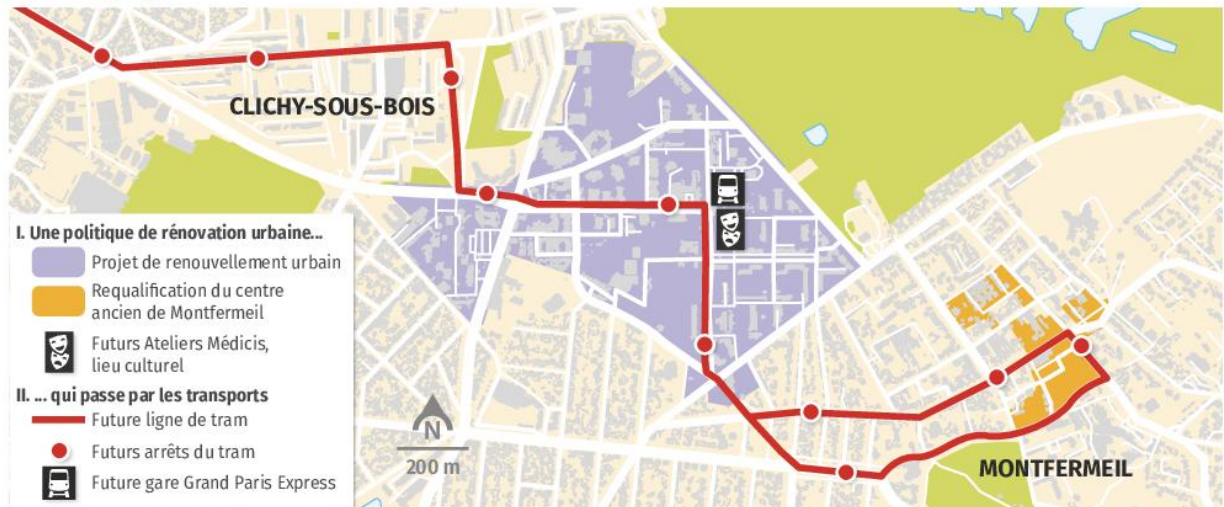 CLICHY-SOUS-BOIS
I. Une politique de rénovation urbaine...
Projet de renouvellement urbain
Requalification du centre
ancien de Montfermeil
Futurs Ateliers Médicis,
lieu culturel
II. ... qui passe par les transports
Future ligne de tram
Futurs arrêts du tram
Future gare Grand Paris Express
N
200 m
MONTFERMEIL